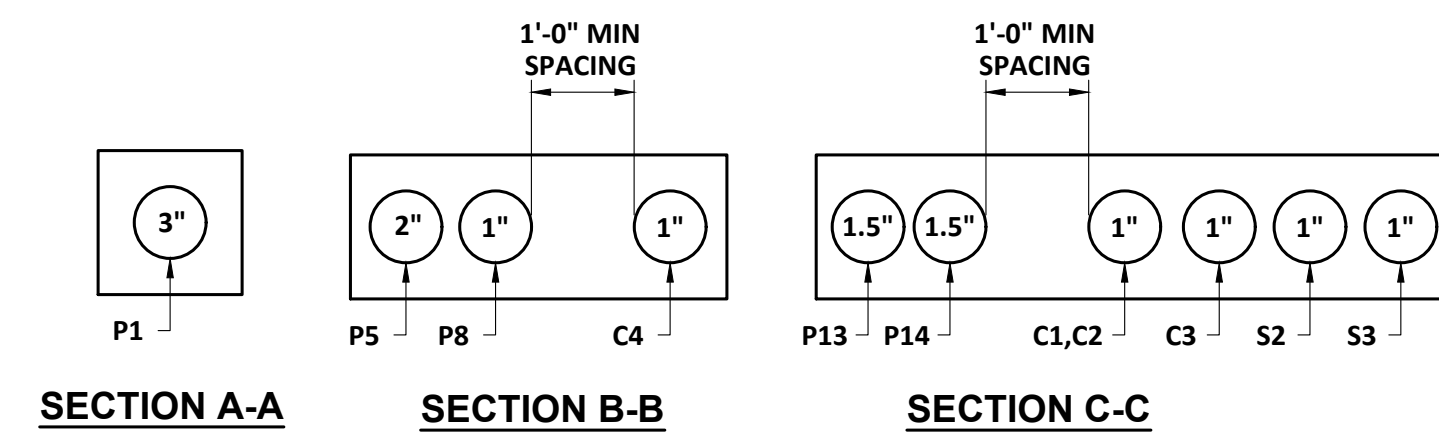 1'-0" MIN
SPACING
1'-0" MIN
SPACING
3"
2"
1"
1"
1.5"
1.5"
1"
1"
1"
1"
P1
P5
P8
C4
P13
P14
C1,C2
C3
S2
S3
SECTION A-A
SECTION B-B
SECTION C-C